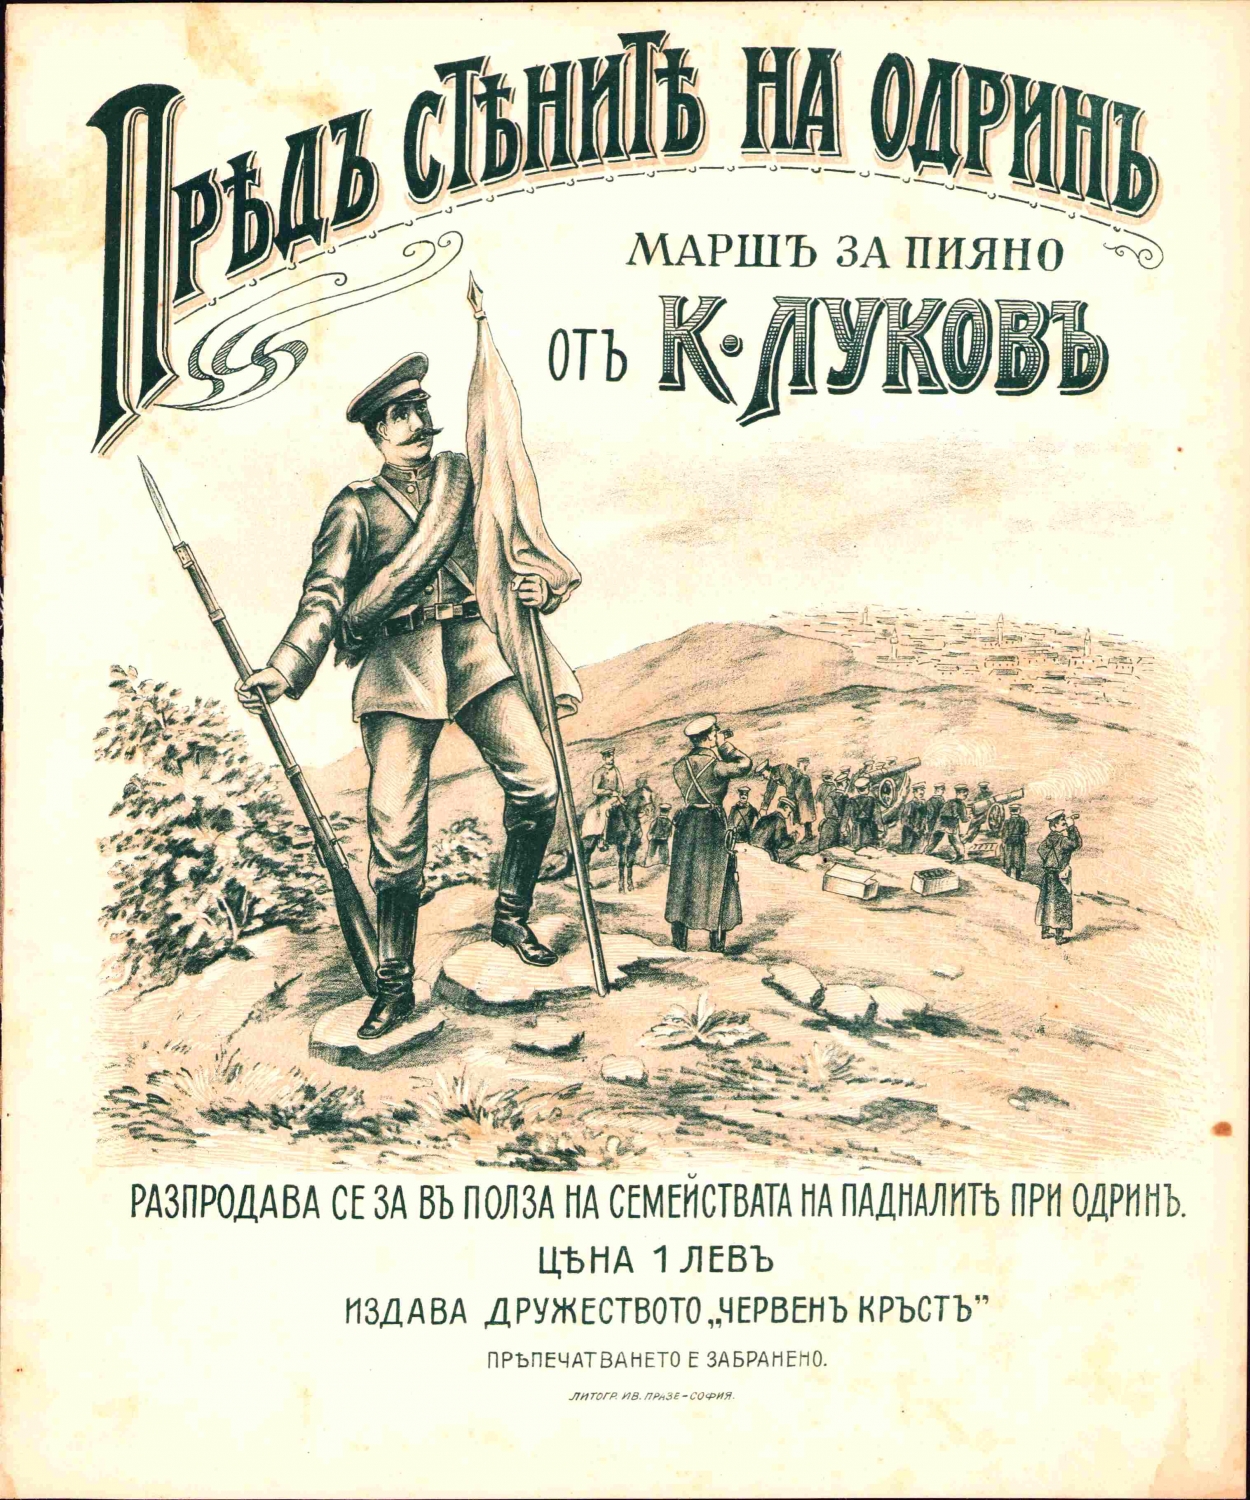 ПРѢДЪ СТѢНИТѢ НА ОДРИНЪ
МАРШЪ ЗА ПИЯНО
ОТЪ К. ЛУКОВЪ
РАЗПРОДАВА СЕ ЗА ВЪ ПОЛЗА НА СЕМЕЙСТВАТА НА ПАДНАЛИТѢ ПРИ ОДРИНЪ.
ЦѢНА 1 ЛЕВЪ
ИЗДАВА ДРУЖЕСТВОТО „ЧЕРВЕНЪ КРЪСТЪ”
ПРѢПЕЧАТВАНЕТО Е ЗАБРАНЕНО.
ЛИТОГР. ИВ. ПРАЗЕ-СОФИЯ.